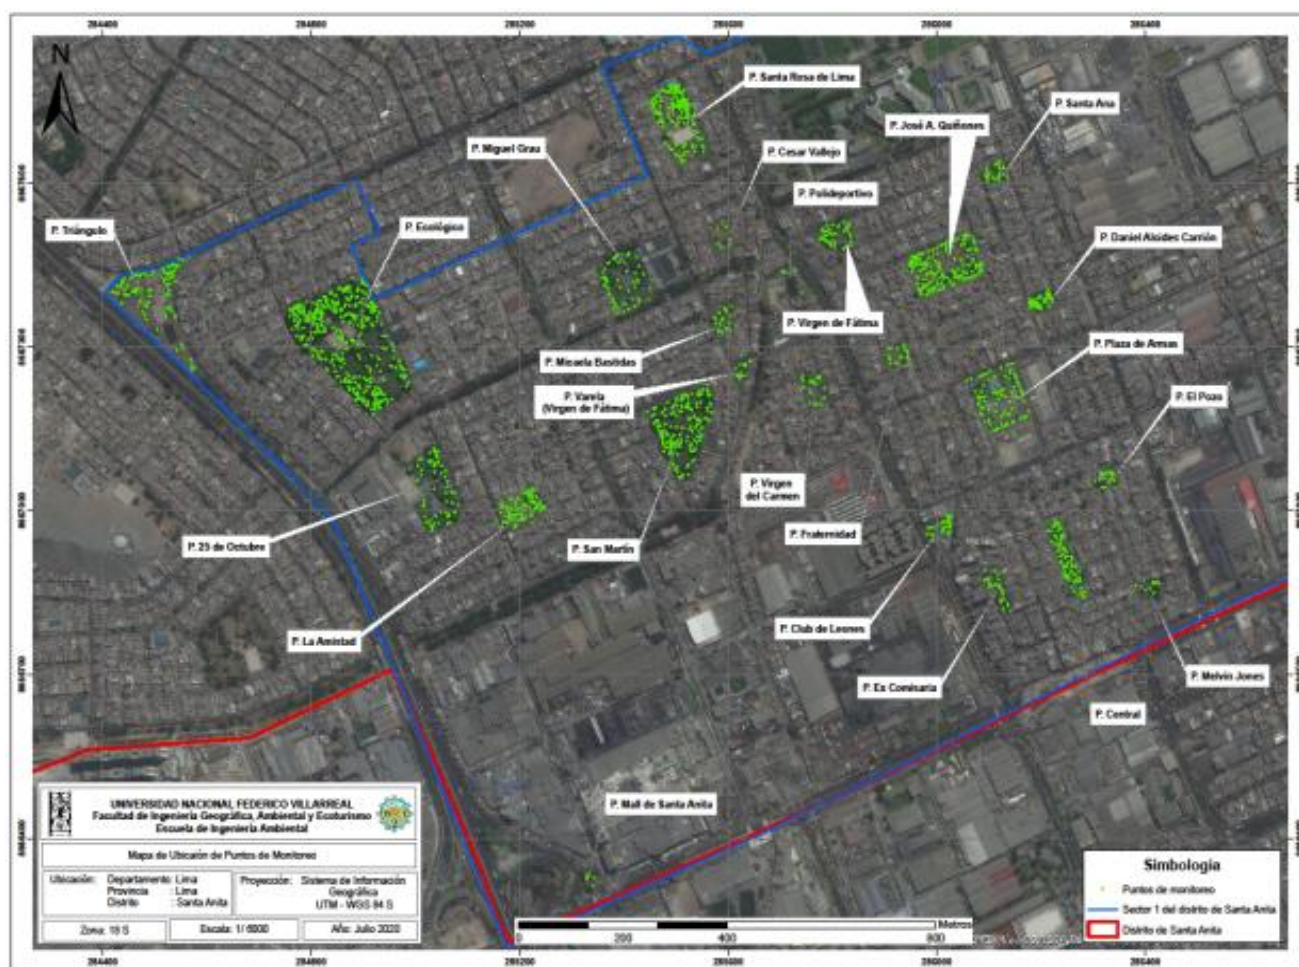 N
P. Santa Rosa de Lima
P. Santa Ana
P. José A. Quiñones
P. Miguel Grau
P. Cesar Vallejo
P. Polideportivo
P. Triángulo
P. Ecológico
P. Daniel Alcides Carrión
P. Virgen de Fátima
P. Plaza de Armas
P. Micaela Bastidas
P. Varela
(Virgen de Fátima)
P. El Pozo
P. Virgen
del Carmen
P. Fraternidad
P. 25 de Octubre
P. San Martín
P. La Amistad
P. Club de Leones
P. Ex Comisaria
P. Melvin Jones
P. Central
P. Mall de Santa Anita
UNIVERSIDAD NACIONAL FEDERICO VILLARREAL
Facultad de Ingeniería Geográfica, Ambiental y Ecoturismo
Escuela de Ingeniería Ambiental
Mapa de Ubicaión de Puntos de Monitoreo
Ubicación: Departamento: Lima
Provincia : Lima
Distrito : Santa Anita
Proyección: Sistema de Información
Geográfica
UTM - WGS 84 S
Zona: 18 S
Escala: 1/ 6000
Año: Julio 2020
0
200
400
800
Metros
Simbología
Puntos de monitoreo
Sector 1 del distrito de Santa Anita
Distrito de Santa Anita